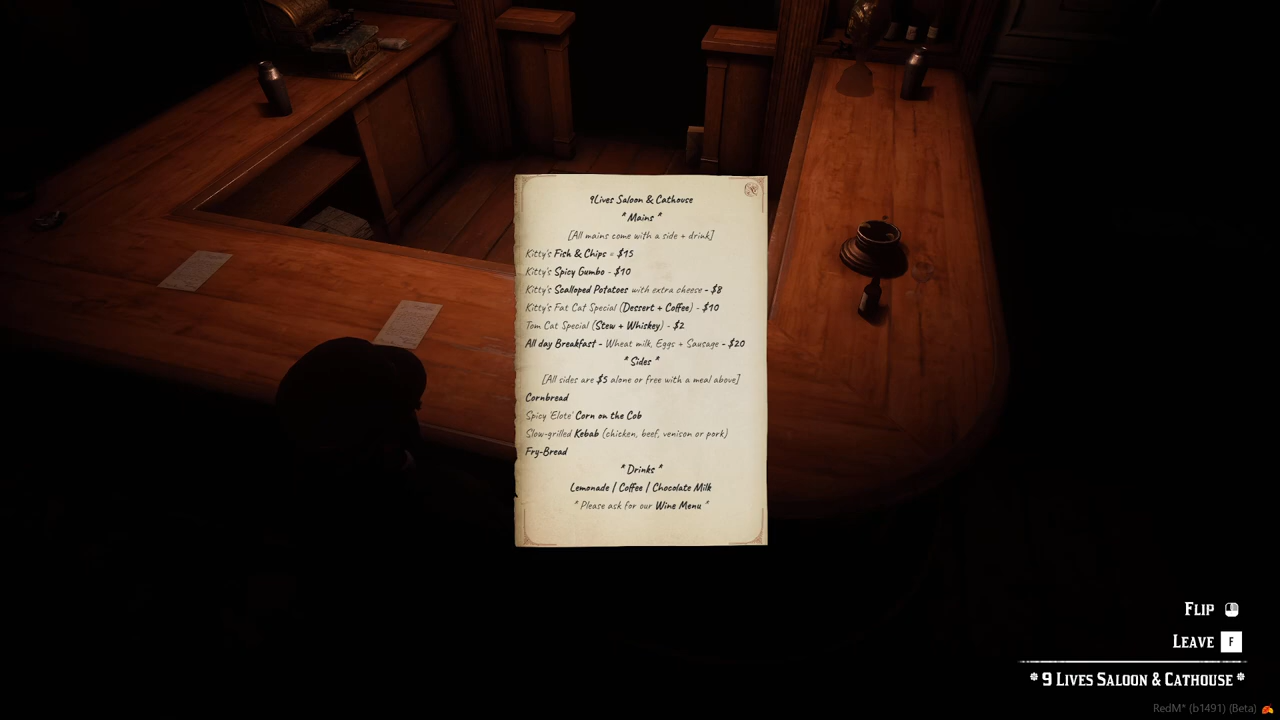 9Lives Saloon & Cathouse
* Mains *
[All mains come with a side + drink]
Kitty's Fish & Chips = $15
Kitty's Spicy Gumbo - $10
Kitty's Scalloped Potatoes with extra cheese - $8
Kitty's Fat Cat Special (Dessert + Coffee) - $10
Tom Cat Special (Stew + Whiskey) - $2
All day Breakfast - Wheat milk, Eggs + Sausage - $20
* Sides *
[All sides are $5 alone or free with a meal above]
Cornbread
Spicy 'Elote' Corn on the Cob
Slow-grilled Kebab (chicken, beef, venison or pork)
Fry-Bread
* Drinks *
Lemonade | Coffee | Chocolate Milk
* Please ask for our Wine Menu *
Flip
Leave F
* 9 Lives Saloon & Cathouse *
RedM* (b1491) (Beta)